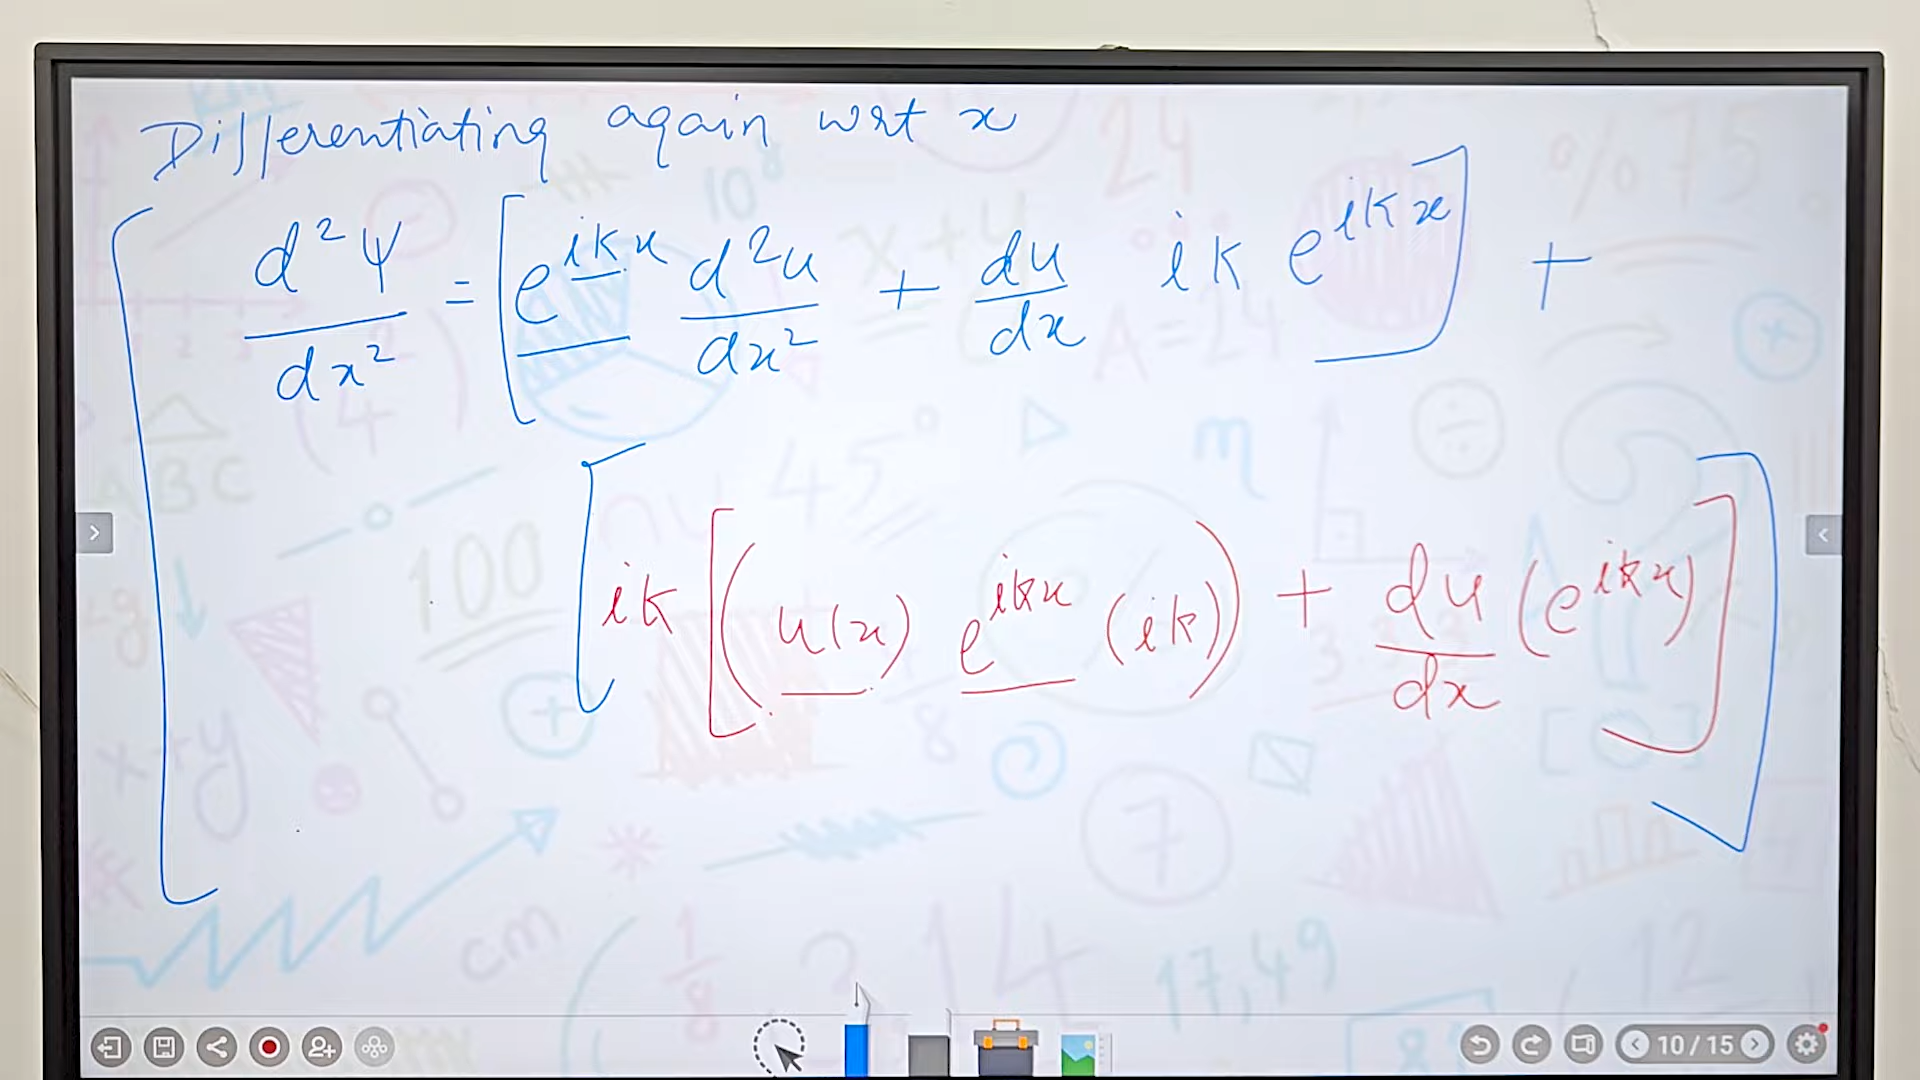 Differentiating again wrt x
d²ψ/dx² = [e^{ikx} d²u/dx² + du/dx ik e^{ikx}] +
[ik [(u(x) e^{ikx} (ik)) + du/dx (e^{ikx})]]
10/15